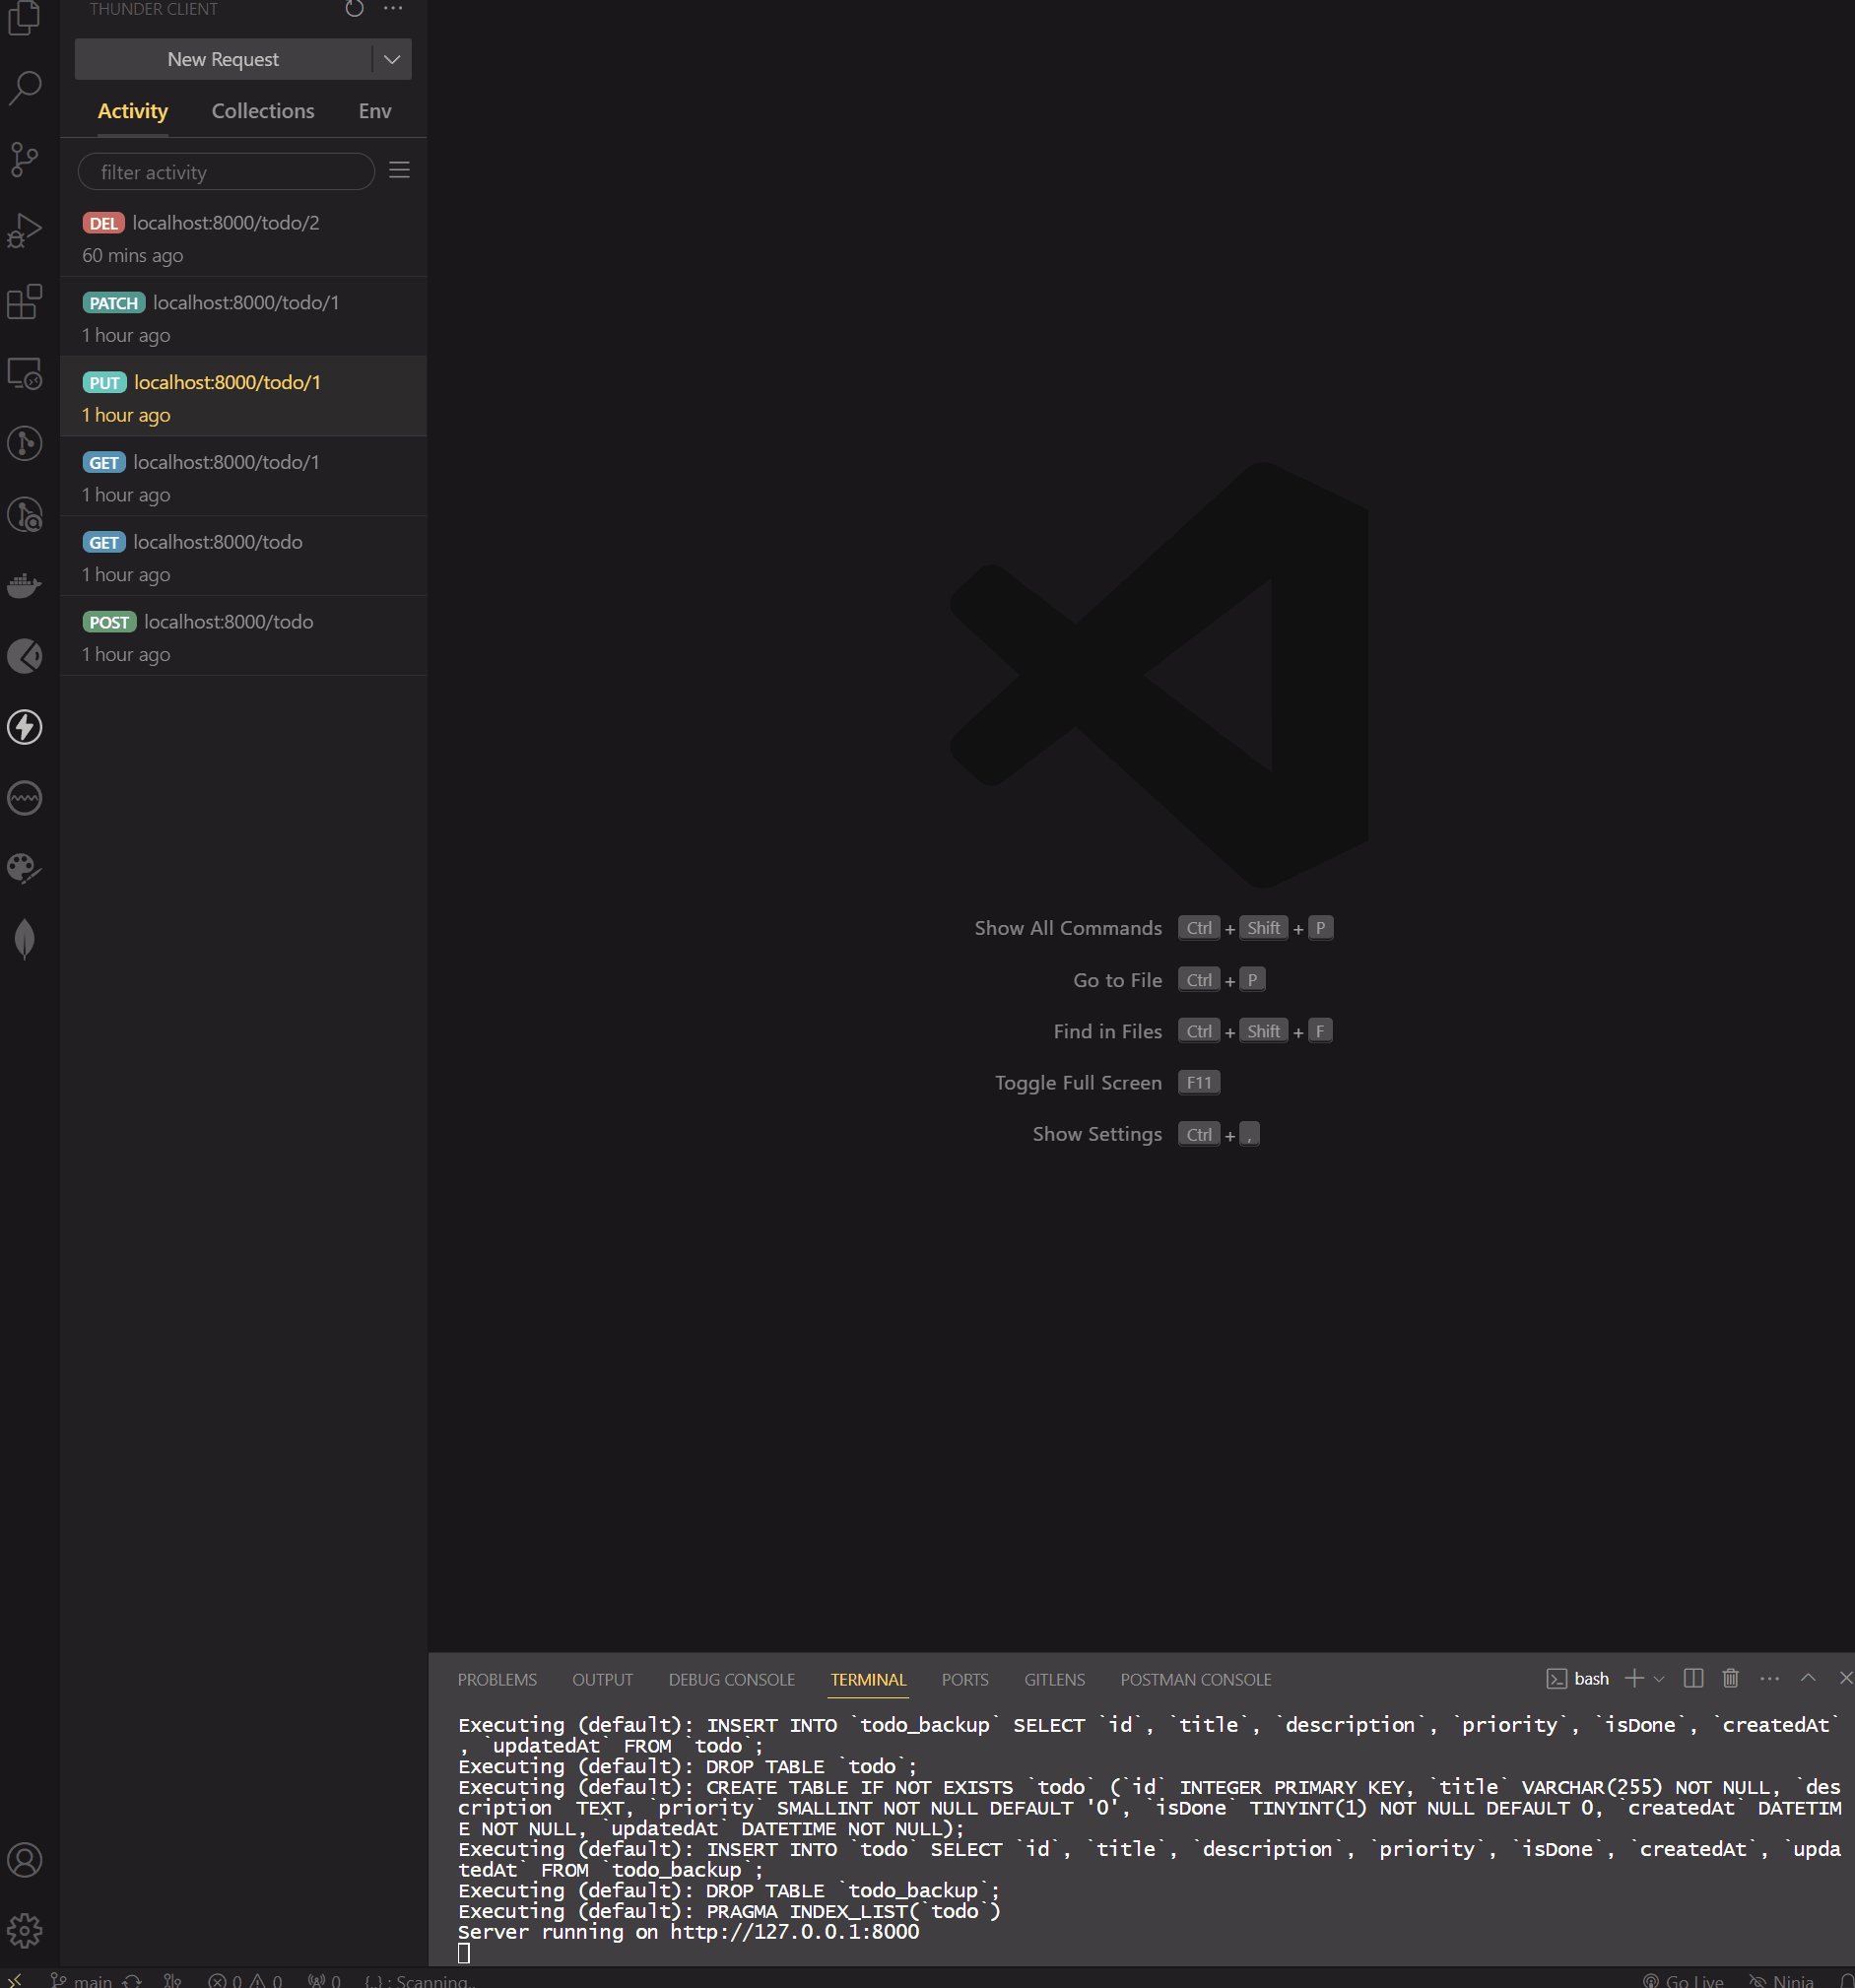 THUNDER CLIENT
New Request
Activity Collections Env
filter activity
DEL localhost:8000/todo/2
60 mins ago
PATCH localhost:8000/todo/1
1 hour ago
PUT localhost:8000/todo/1
1 hour ago
GET localhost:8000/todo/1
1 hour ago
GET localhost:8000/todo
1 hour ago
POST localhost:8000/todo
1 hour ago
Show All Commands Ctrl + Shift + P
Go to File Ctrl + P
Find in Files Ctrl + Shift + F
Toggle Full Screen F11
Show Settings Ctrl + ,
PROBLEMS OUTPUT DEBUG CONSOLE TERMINAL PORTS GITLENS POSTMAN CONSOLE bash
Executing (default): INSERT INTO `todo_backup` SELECT `id`, `title`, `description`, `priority`, `isDone`, `createdAt`
, `updatedAt` FROM `todo`;
Executing (default): DROP TABLE `todo`;
Executing (default): CREATE TABLE IF NOT EXISTS `todo` (`id` INTEGER PRIMARY KEY, `title` VARCHAR(255) NOT NULL, `des
cription` TEXT, `priority` SMALLINT NOT NULL DEFAULT '0', `isDone` TINYINT(1) NOT NULL DEFAULT 0, `createdAt` DATETIM
E NOT NULL, `updatedAt` DATETIME NOT NULL);
Executing (default): INSERT INTO `todo` SELECT `id`, `title`, `description`, `priority`, `isDone`, `createdAt`, `upda
tedAt` FROM `todo_backup`;
Executing (default): DROP TABLE `todo_backup`;
Executing (default): PRAGMA INDEX_LIST(`todo`)
Server running on http://127.0.0.1:8000
main 0 0 0 {..} : Scanning.. Go Live Ninja